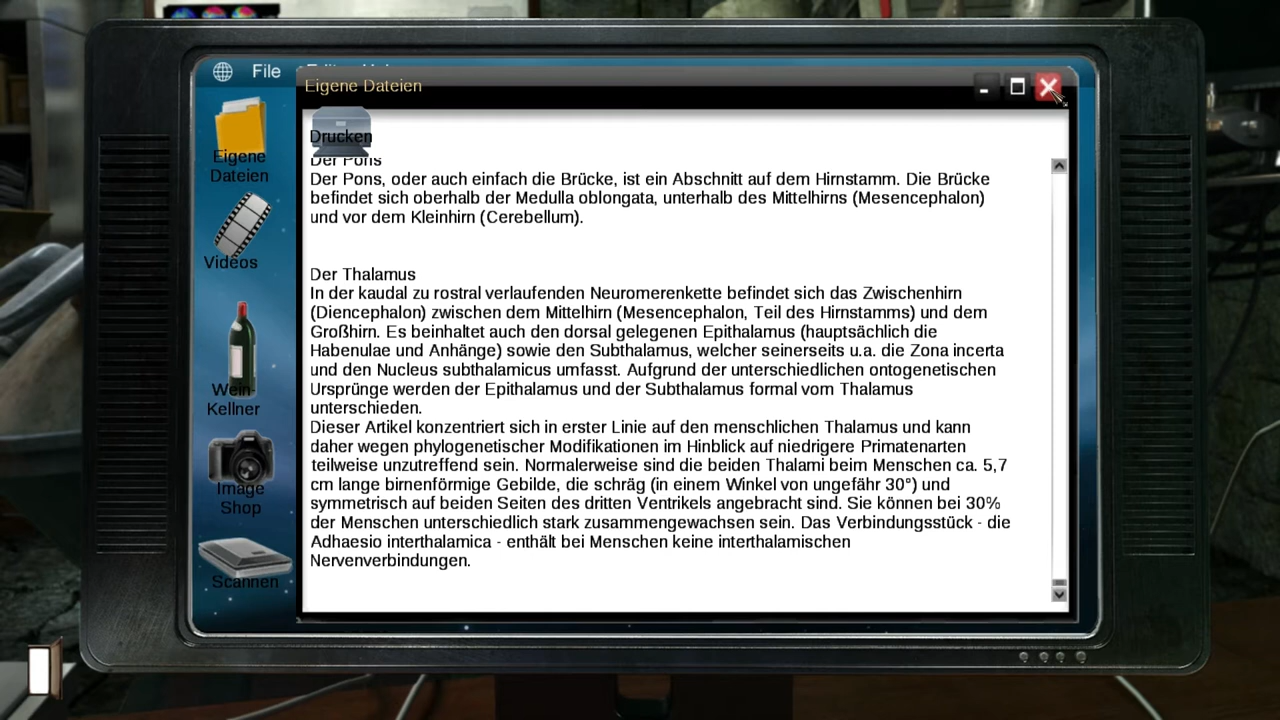 File
Eigene Dateien
Eigene
Dateien
Videos
Wein-
Kellner
Image
Shop
Scannen
Drucken
Der Pons
Der Pons, oder auch einfach die Brücke, ist ein Abschnitt auf dem Hirnstamm. Die Brücke
befindet sich oberhalb der Medulla oblongata, unterhalb des Mittelhirns (Mesencephalon)
und vor dem Kleinhirn (Cerebellum).
Der Thalamus
In der kaudal zu rostral verlaufenden Neuromerenkette befindet sich das Zwischenhirn
(Diencephalon) zwischen dem Mittelhirn (Mesencephalon, Teil des Hirnstamms) und dem
Großhirn. Es beinhaltet auch den dorsal gelegenen Epithalamus (hauptsächlich die
Habenulae und Anhänge) sowie den Subthalamus, welcher seinerseits u.a. die Zona incerta
und den Nucleus subthalamicus umfasst. Aufgrund der unterschiedlichen ontogenetischen
Ursprünge werden der Epithalamus und der Subthalamus formal vom Thalamus
unterschieden.
Dieser Artikel konzentriert sich in erster Linie auf den menschlichen Thalamus und kann
daher wegen phylogenetischer Modifikationen im Hinblick auf niedrigere Primatenarten
teilweise unzutreffend sein. Normalerweise sind die beiden Thalami beim Menschen ca. 5,7
cm lange birnenförmige Gebilde, die schräg (in einem Winkel von ungefähr 30°) und
symmetrisch auf beiden Seiten des dritten Ventrikels angebracht sind. Sie können bei 30%
der Menschen unterschiedlich stark zusammengewachsen sein. Das Verbindungsstück - die
Adhaesio interthalamica - enthält bei Menschen keine interthalamischen
Nervenverbindungen.